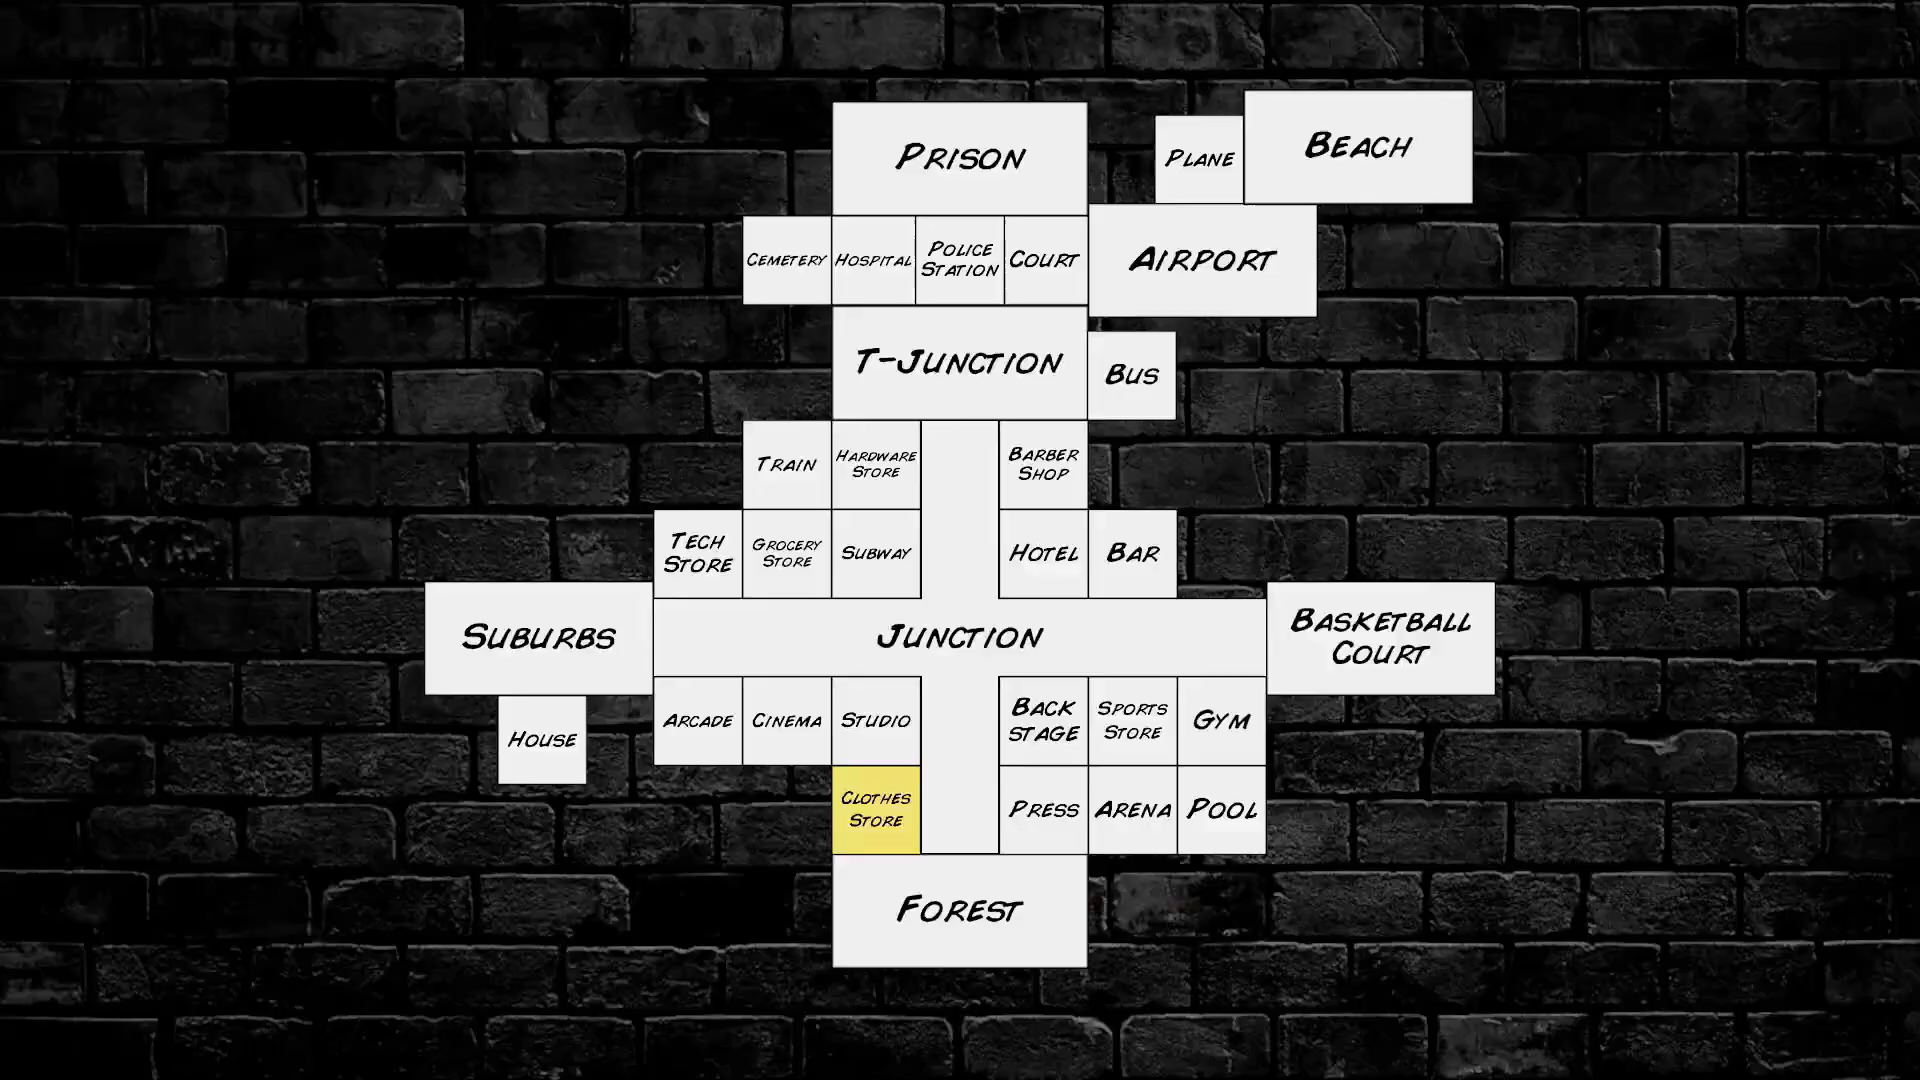 Prison
Plane
Beach
Cemetery
Hospital
Police
Station
Court
Airport
T-Junction
Bus
Train
Hardware
Store
Barber
Shop
Tech
Store
Grocery
Store
Subway
Hotel
Bar
Suburbs
Junction
Basketball
Court
House
Arcade
Cinema
Studio
Back
stage
Sports
Store
Gym
Clothes
Store
Press
Arena
Pool
Forest